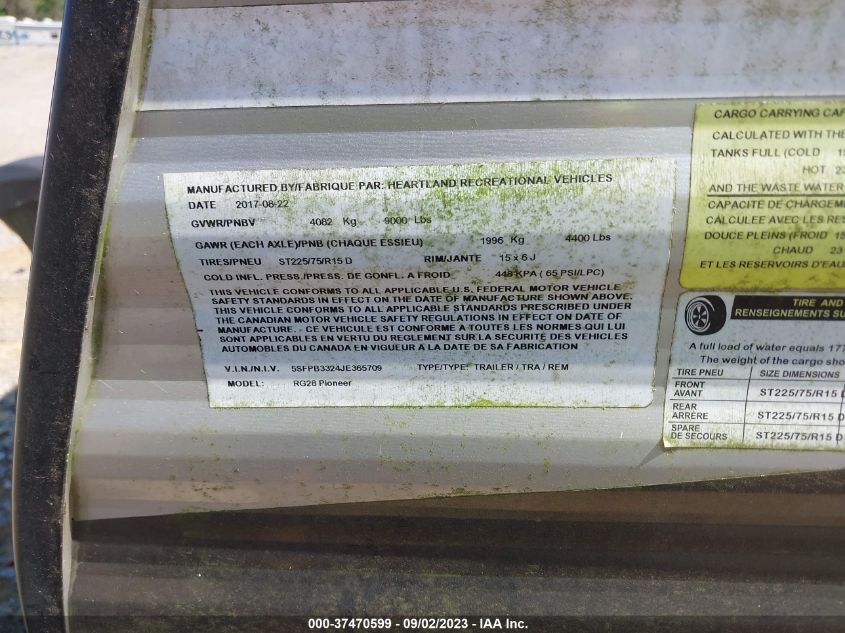 MANUFACTURED BY/FABRIQUE PAR: HEARTLAND RECREATIONAL VEHICLES
DATE 2017-08-22
GVWR/PNBV 4082 Kg 9000 Lbs
GAWR (EACH AXLE)/PNB (CHAQUE ESSIEU) 1996 Kg 4400 Lbs
TIRES/PNEU ST225/75/R15 D RIM/JANTE 15 x 6 J
COLD INFL. PRESS./PRESS. DE GONFL. A FROID 448 KPA ( 65 PSI/LPC)
THIS VEHICLE CONFORMS TO ALL APPLICABLE U.S. FEDERAL MOTOR VEHICLE
SAFETY STANDARDS IN EFFECT ON THE DATE OF MANUFACTURE SHOWN ABOVE.
THIS VEHICLE CONFORMS TO ALL APPLICABLE STANDARDS PRESCRIBED UNDER
THE CANADIAN MOTOR VEHICLE SAFETY REGULATIONS IN EFFECT ON DATE OF
MANUFACTURE. - CE VEHICULE EST CONFORME A TOUTES LES NORMES QUI LUI
SONT APPLICABLES EN VERTU DU REGLEMENT SUR LA SECURITE DES VEHICLES
AUTOMOBILES DU CANADA EN VIGUEUR A LA DATE DE SA FABRICATION
V.I.N./N.I.V. 5SFPB3324JE365709 TYPE/TYPE: TRAILER / TRA / REM
MODEL: RG28 Pioneer
CARGO CARRYING CAP
CALCULATED WITH THE
TANKS FULL (COLD 15
HOT 23
AND THE WASTE WATER
CAPACITE DE CHARGEM
CALCULEE AVEC LES RES
DOUCE PLEINS (FROID 15
CHAUD 23
ET LES RESERVOIRS D'EAU
TIRE AND
RENSEIGNEMENTS SU
A full load of water equals 177
The weight of the cargo sho
TIRE PNEU SIZE DIMENSIONS
FRONT
AVANT ST225/75/R15 D
REAR
ARRÈRE ST225/75/R15 D
SPARE
DE SECOURS ST225/75/R15 D
000-37470599 - 09/02/2023 - IAA Inc.